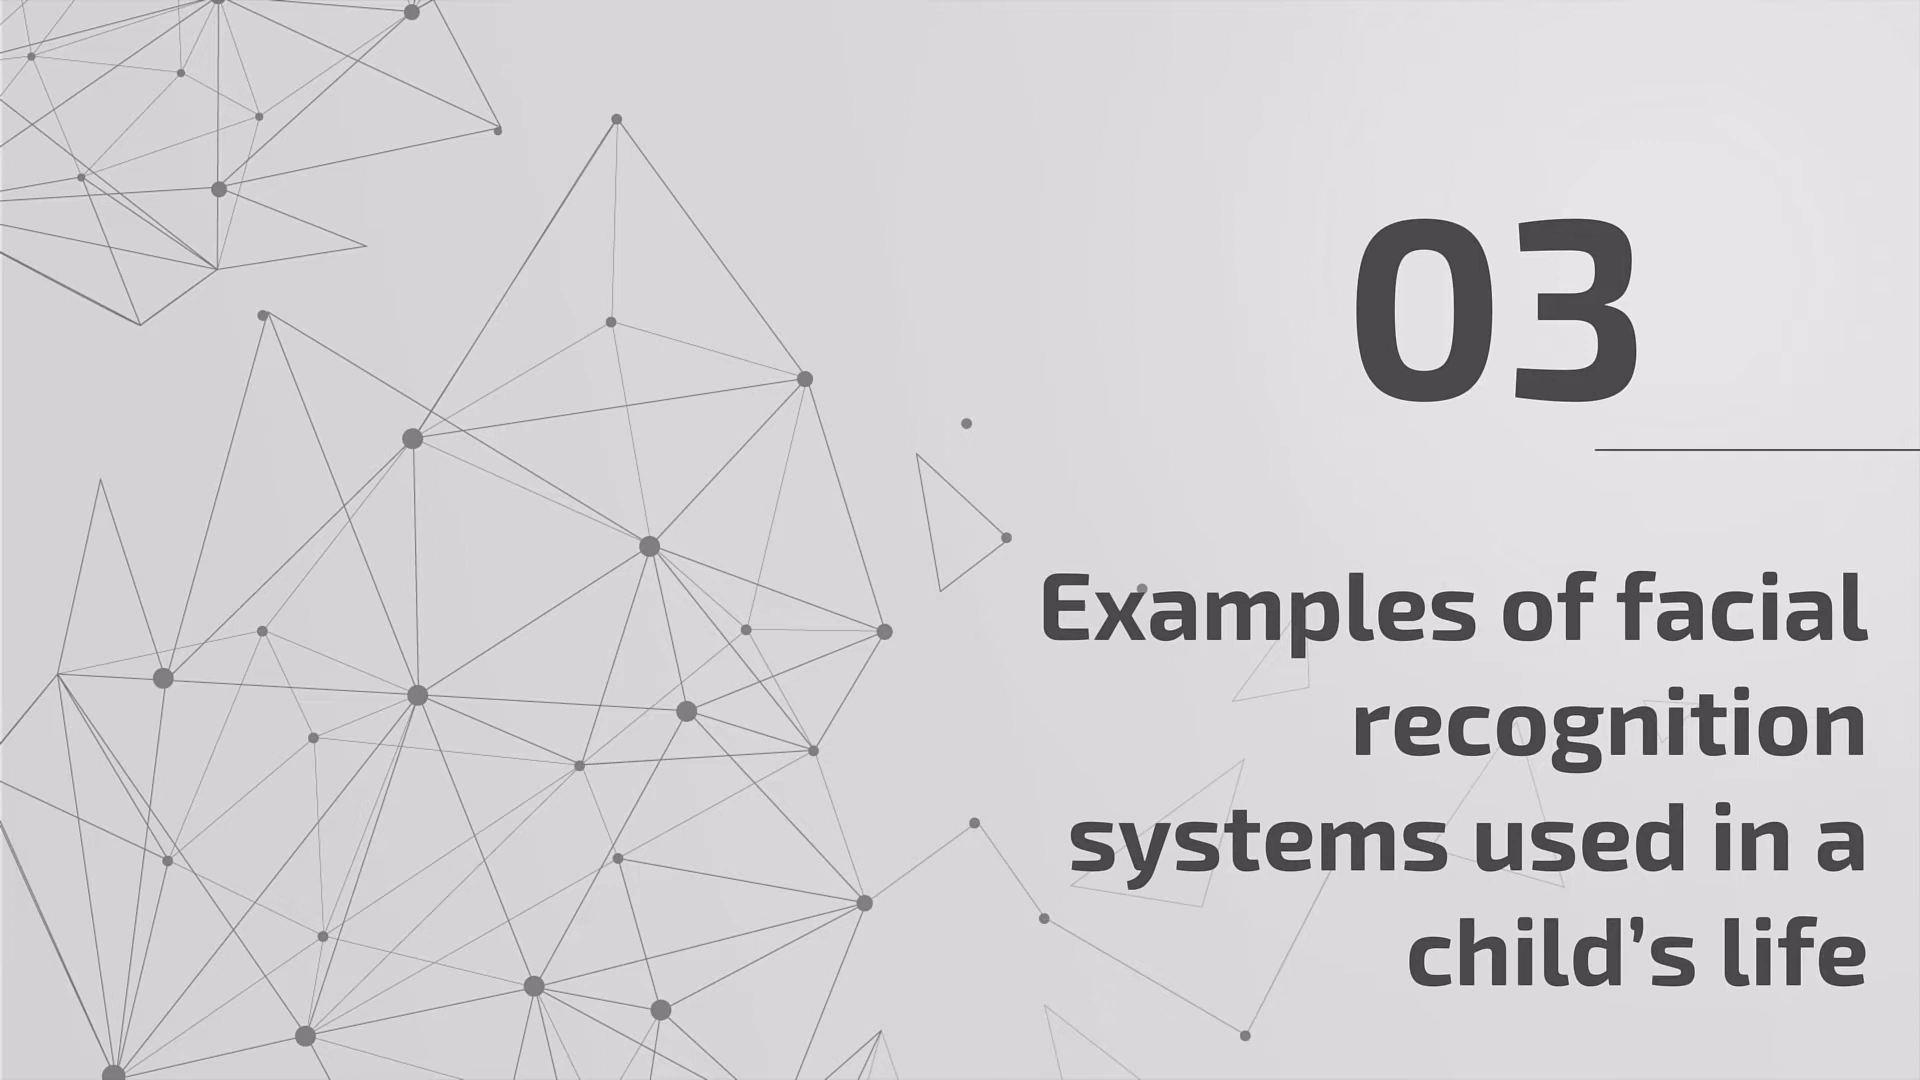 03
Examples of facial
recognition
systems used in a
child’s life